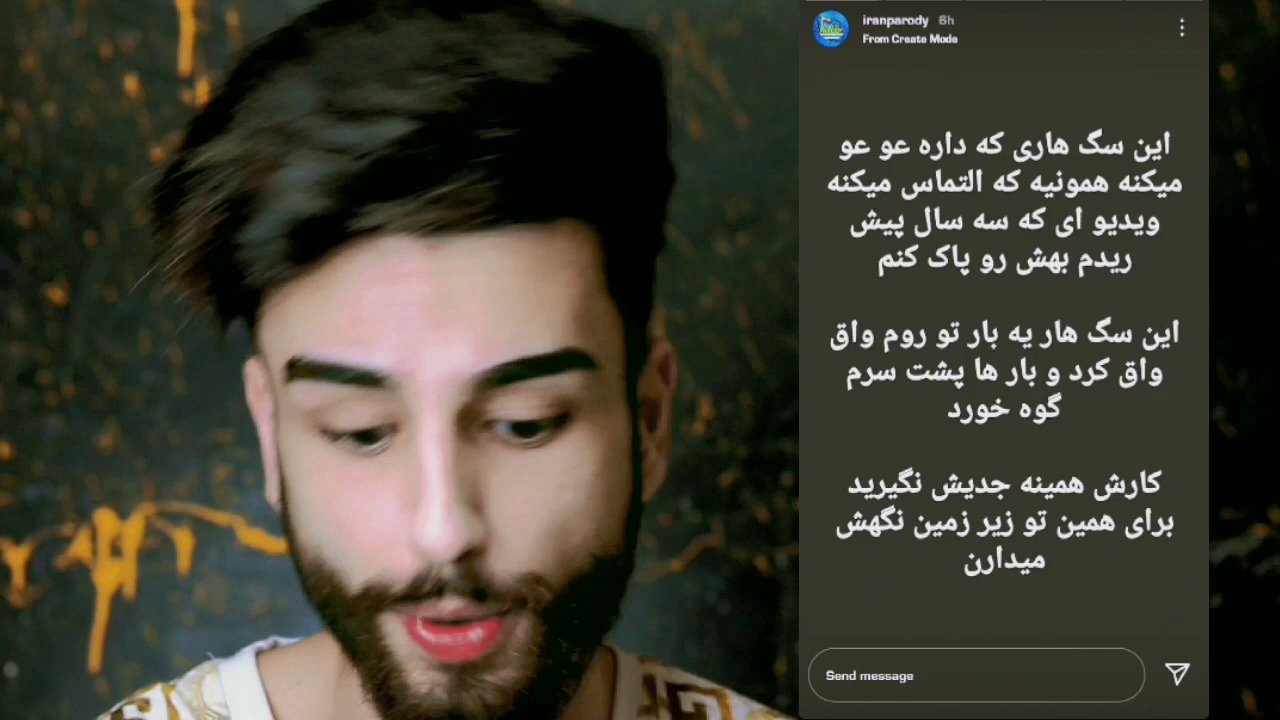 iranparody 6h
From Create Mode
این سگ هاری که داره عو عو
میکنه همونیه که التماس میکنه
ویدیو ای که سه سال پیش
ریدم بهش رو پاک کنم
این سگ هار یه بار تو روم واق
واق کرد و بار ها پشت سرم
گوه خورد
کارش همینه جدیش نگیرید
برای همین تو زیر زمین نگهش
میدارن
Send message